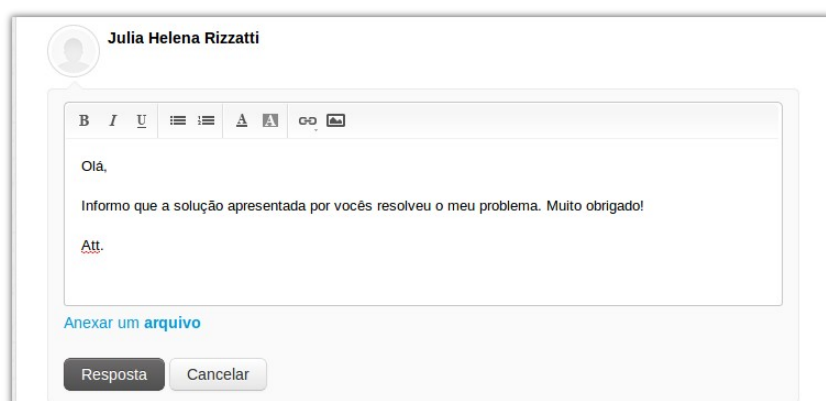 Julia Helena Rizzatti
B I U A A
Olá,
Informo que a solução apresentada por vocês resolveu o meu problema. Muito obrigado!
Att.
Anexar um arquivo
Resposta Cancelar